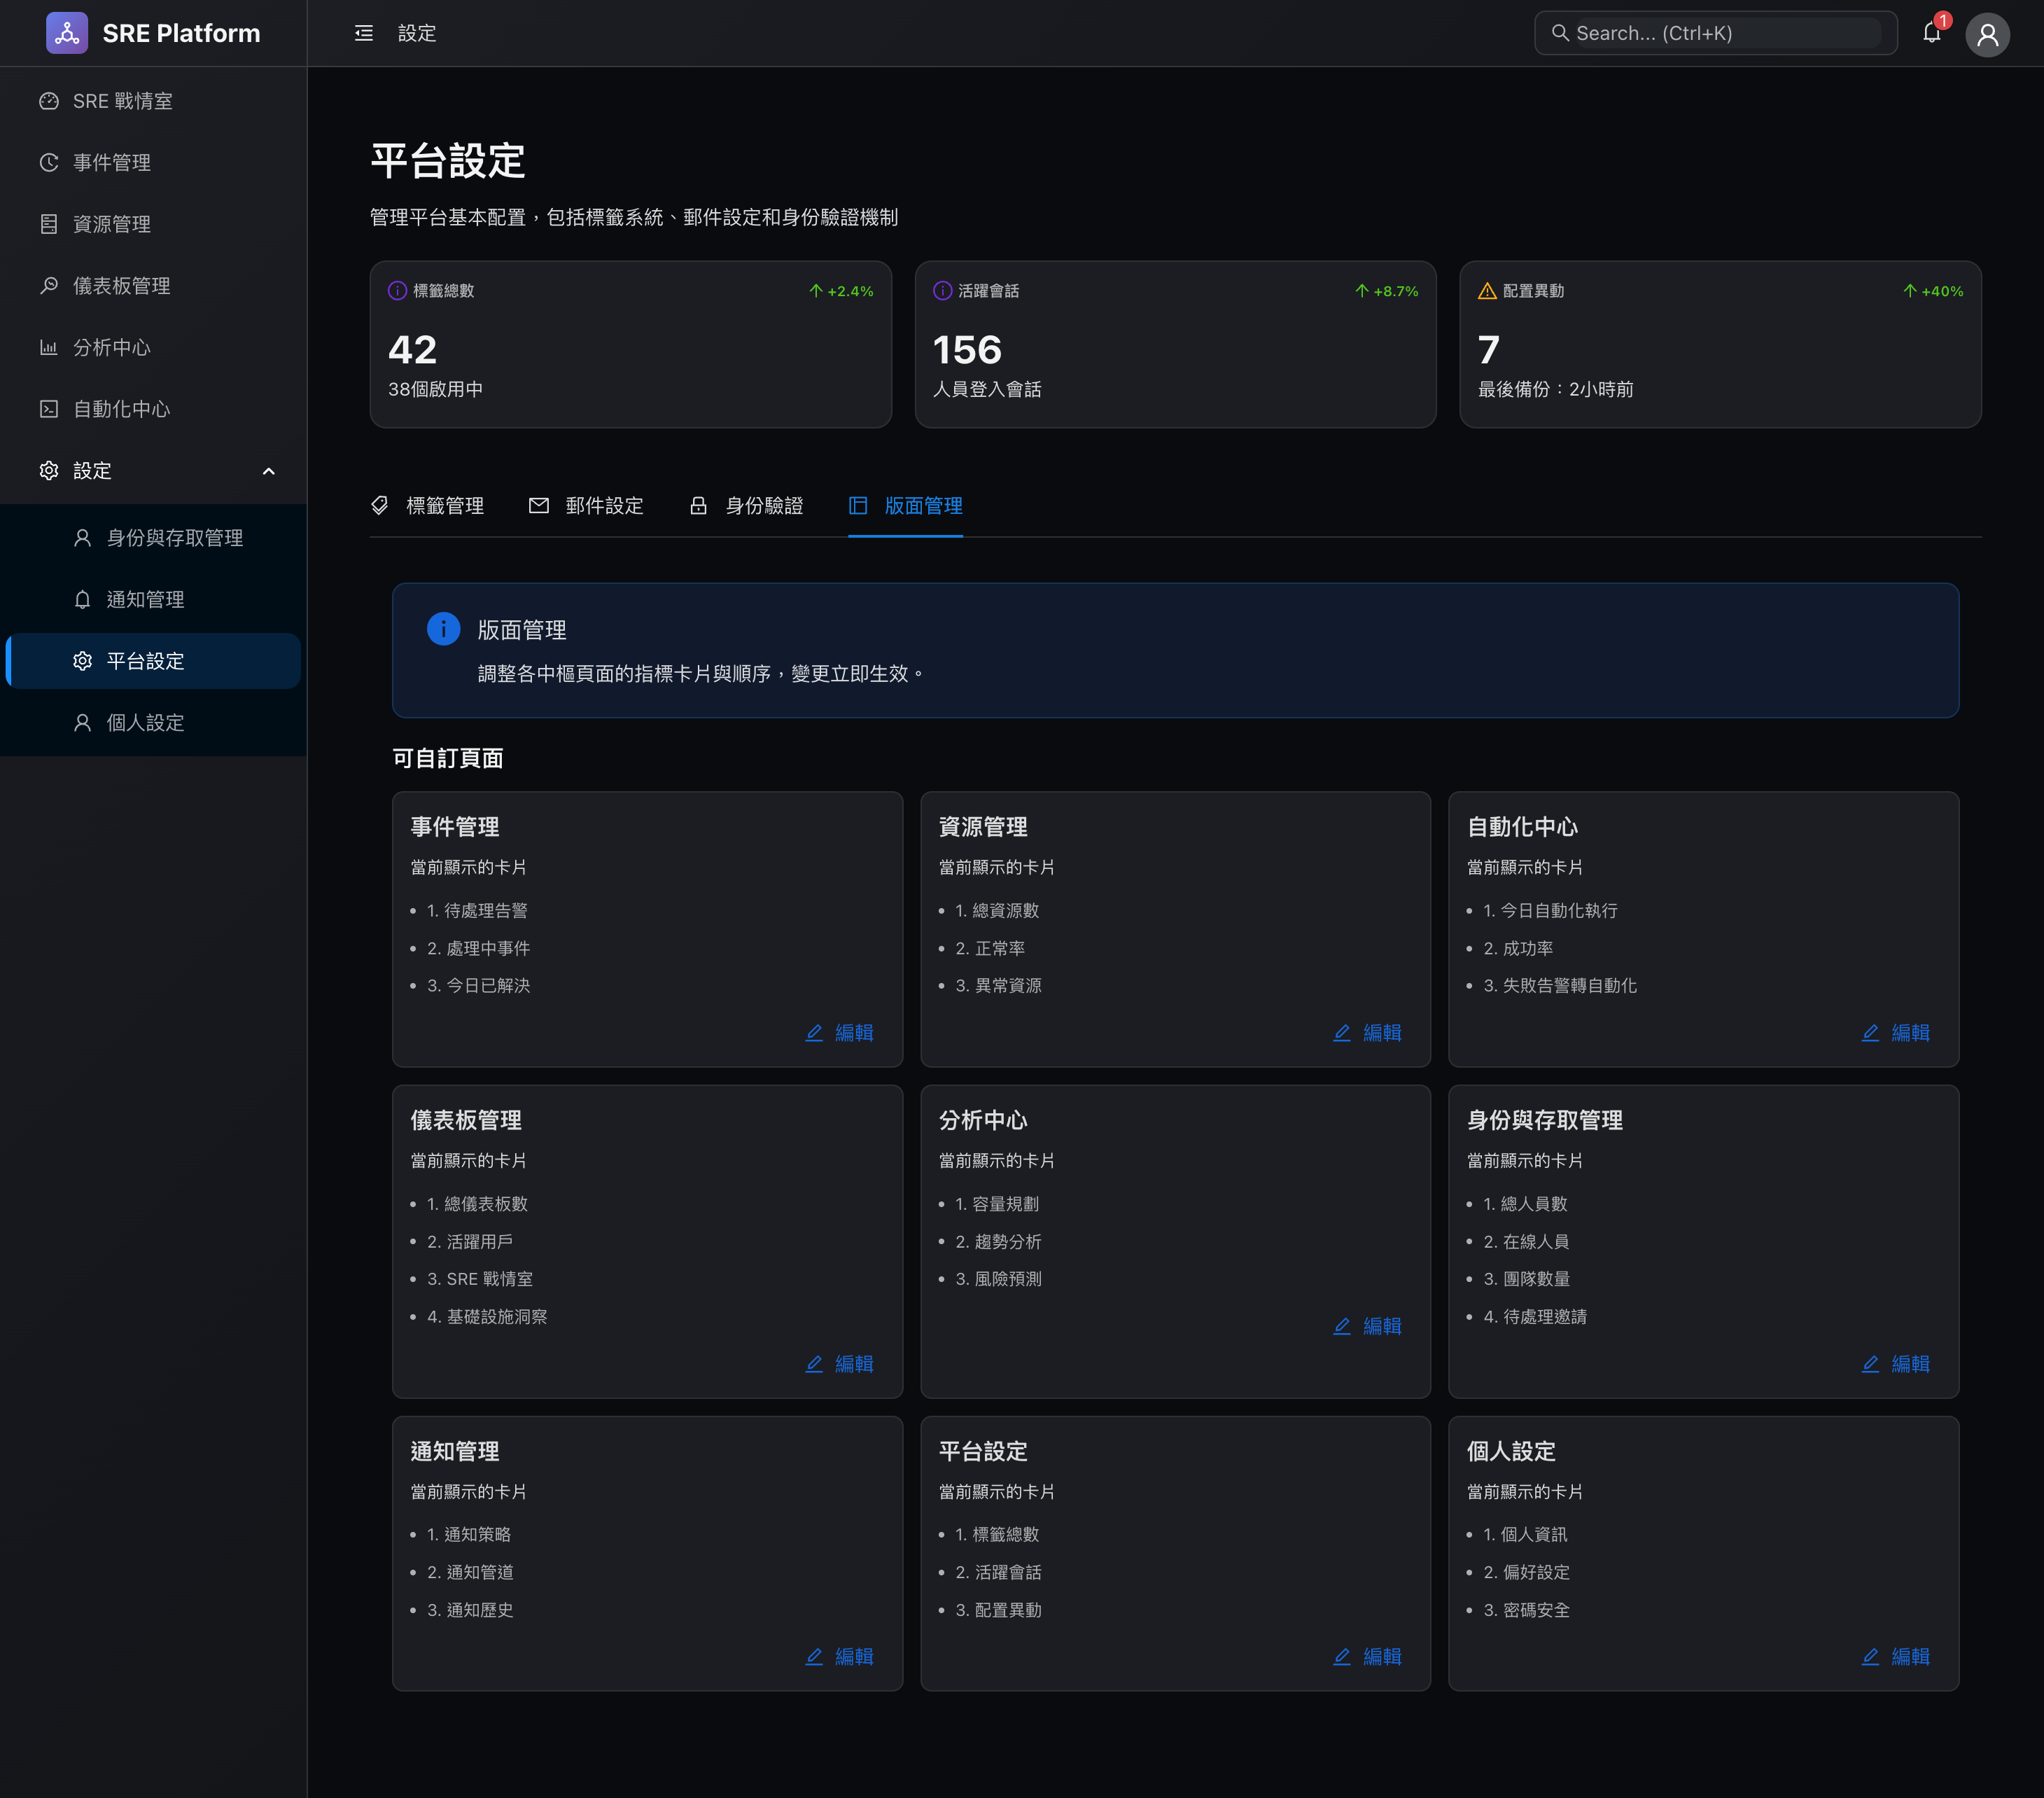 SRE Platform
設定
Search... (Ctrl+K)
1
SRE 戰情室
事件管理
資源管理
儀表板管理
分析中心
自動化中心
設定
身份與存取管理
通知管理
平台設定
個人設定
平台設定
管理平台基本配置，包括標籤系統、郵件設定和身份驗證機制
標籤總數
+2.4%
42
38個啟用中
活躍會話
+8.7%
156
人員登入會話
配置異動
+40%
7
最後備份：2小時前
標籤管理
郵件設定
身份驗證
版面管理
版面管理
調整各中樞頁面的指標卡片與順序，變更立即生效。
可自訂頁面
事件管理
當前顯示的卡片
1. 待處理告警
2. 處理中事件
3. 今日已解決
編輯
資源管理
當前顯示的卡片
1. 總資源數
2. 正常率
3. 異常資源
編輯
自動化中心
當前顯示的卡片
1. 今日自動化執行
2. 成功率
3. 失敗告警轉自動化
編輯
儀表板管理
當前顯示的卡片
1. 總儀表板數
2. 活躍用戶
3. SRE 戰情室
4. 基礎設施洞察
編輯
分析中心
當前顯示的卡片
1. 容量規劃
2. 趨勢分析
3. 風險預測
編輯
身份與存取管理
當前顯示的卡片
1. 總人員數
2. 在線人員
3. 團隊數量
4. 待處理邀請
編輯
通知管理
當前顯示的卡片
1. 通知策略
2. 通知管道
3. 通知歷史
編輯
平台設定
當前顯示的卡片
1. 標籤總數
2. 活躍會話
3. 配置異動
編輯
個人設定
當前顯示的卡片
1. 個人資訊
2. 偏好設定
3. 密碼安全
編輯